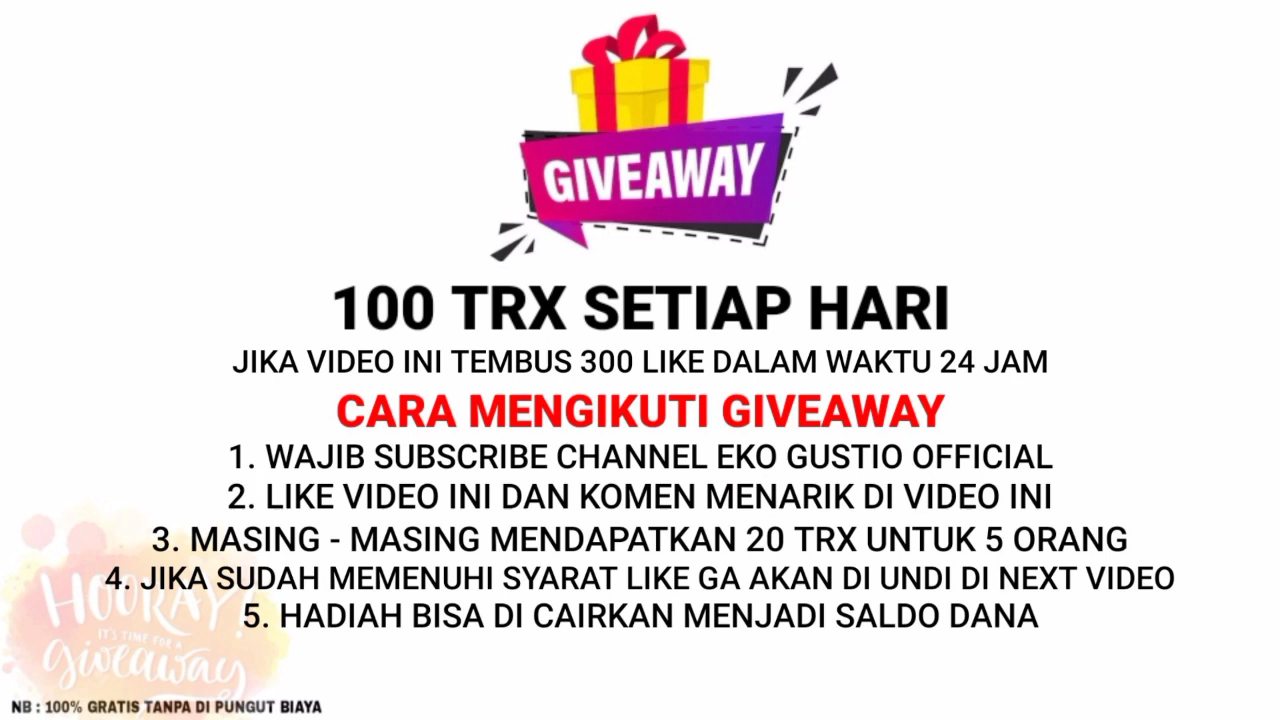 GIVEAWAY
100 TRX SETIAP HARI
JIKA VIDEO INI TEMBUS 300 LIKE DALAM WAKTU 24 JAM
CARA MENGIKUTI GIVEAWAY
1. WAJIB SUBSCRIBE CHANNEL EKO GUSTIO OFFICIAL
2. LIKE VIDEO INI DAN KOMEN MENARIK DI VIDEO INI
3. MASING - MASING MENDAPATKAN 20 TRX UNTUK 5 ORANG
4. JIKA SUDAH MEMENUHI SYARAT LIKE GA AKAN DI UNDI DI NEXT VIDEO
5. HADIAH BISA DI CAIRKAN MENJADI SALDO DANA
HOORAY!
IT'S TIME FOR A
giveaway
NB : 100% GRATIS TANPA DI PUNGUT BIAYA